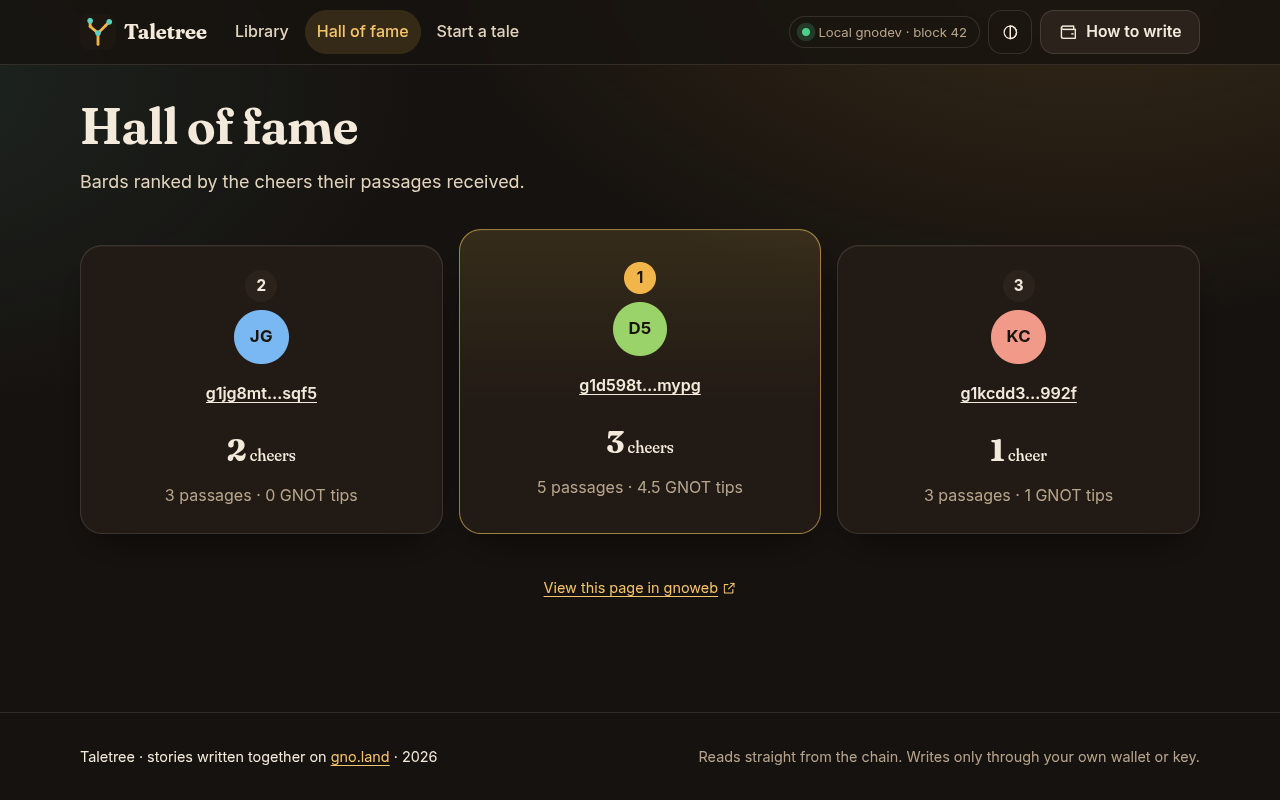 Taletree
Library
Hall of fame
Start a tale
Local gnodev · block 42
How to write
Hall of fame
Bards ranked by the cheers their passages received.
2
JG
g1jg8mt…sqf5
2 cheers
3 passages · 0 GNOT tips
1
D5
g1d598t…mypg
3 cheers
5 passages · 4.5 GNOT tips
3
KC
g1kcdd3…992f
1 cheer
3 passages · 1 GNOT tips
View this page in gnoweb
Taletree · stories written together on gno.land · 2026
Reads straight from the chain. Writes only through your own wallet or key.